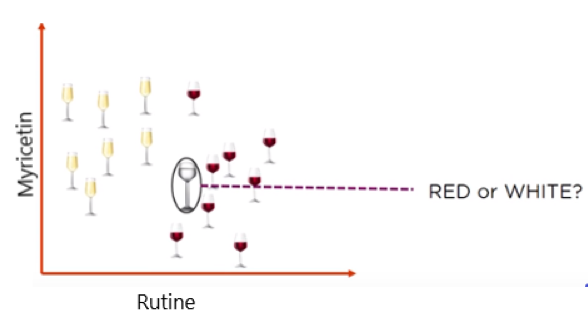 Myricetin
RED or WHITE?
Rutine